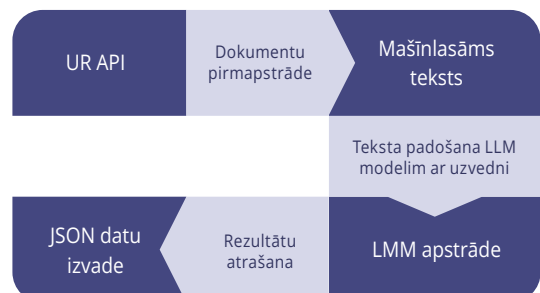 UR API
Dokumentu
pirmapstrāde
Mašīnlasāms
teksts
Teksta padošana LLM
modelim ar uzvedni
LMM apstrāde
Rezultātu
atrašana
JSON datu
izvade